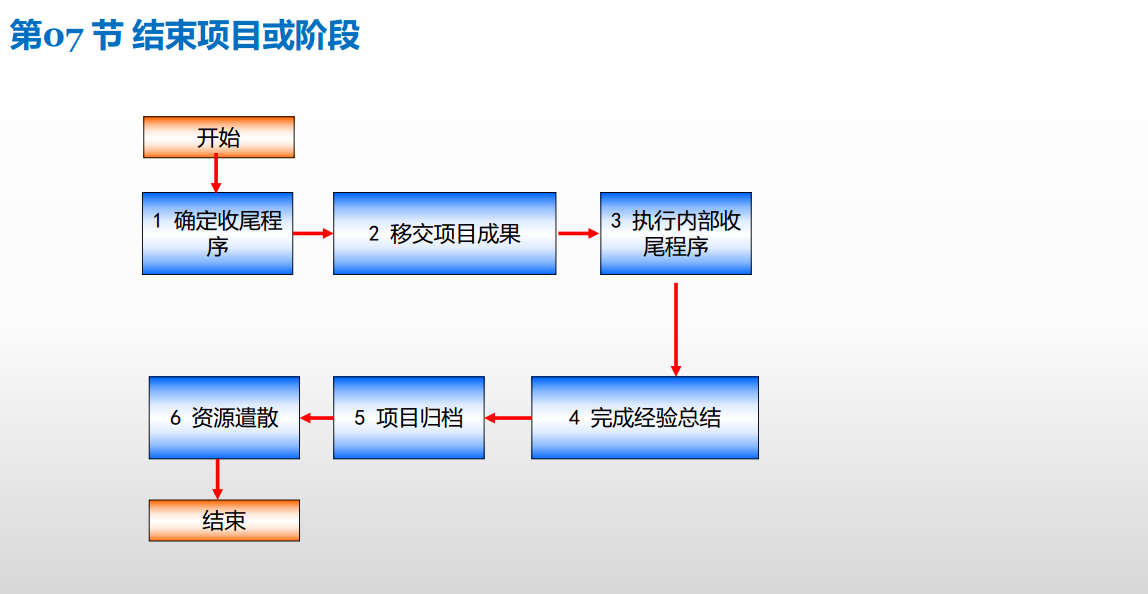 第07节 结束项目或阶段
开始
1 确定收尾程
序
2 移交项目成果
3 执行内部收
尾程序
4 完成经验总结
5 项目归档
6 资源遣散
结束